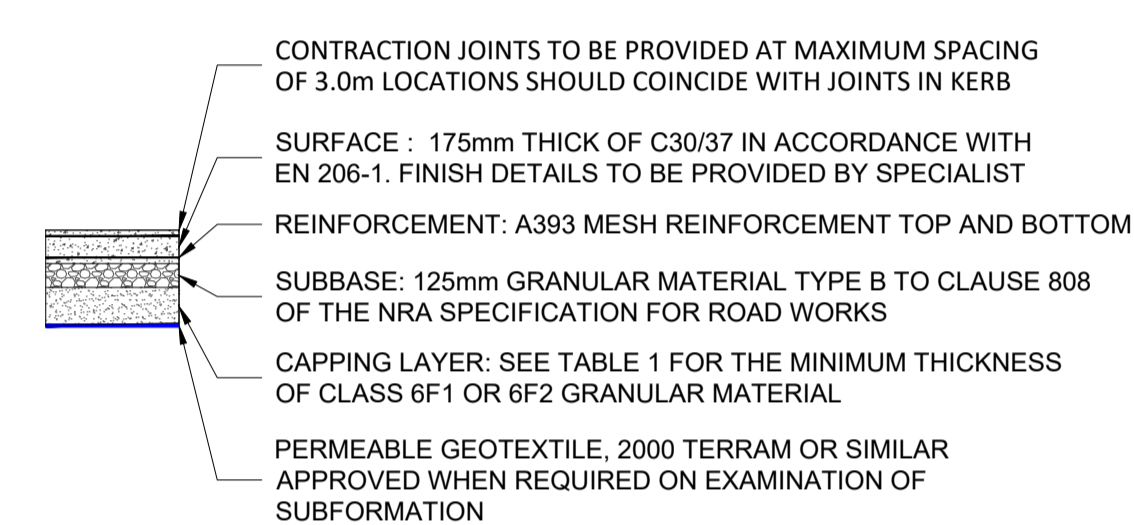 CONTRACTION JOINTS TO BE PROVIDED AT MAXIMUM SPACING
OF 3.0m LOCATIONS SHOULD COINCIDE WITH JOINTS IN KERB
SURFACE : 175mm THICK OF C30/37 IN ACCORDANCE WITH
EN 206-1. FINISH DETAILS TO BE PROVIDED BY SPECIALIST
REINFORCEMENT: A393 MESH REINFORCEMENT TOP AND BOTTOM
SUBBASE: 125mm GRANULAR MATERIAL TYPE B TO CLAUSE 808
OF THE NRA SPECIFICATION FOR ROAD WORKS
CAPPING LAYER: SEE TABLE 1 FOR THE MINIMUM THICKNESS
OF CLASS 6F1 OR 6F2 GRANULAR MATERIAL
PERMEABLE GEOTEXTILE, 2000 TERRAM OR SIMILAR
APPROVED WHEN REQUIRED ON EXAMINATION OF
SUBFORMATION